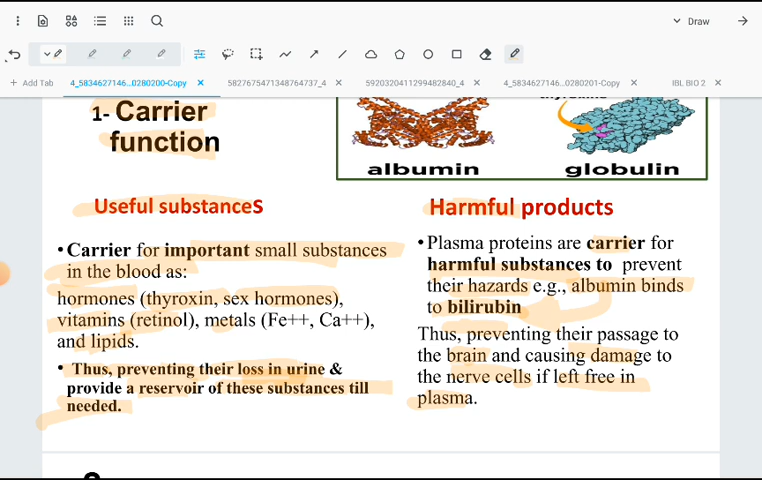 Draw
Add Tab
4_5834627146...0280200-Copy
5827675471348764737_4
5920320411299482840_4
4_5834627146...0280201-Copy
IBL BIO 2
1- Carrier
function
albumin
globulin
Useful substances
• Carrier for important small substances
in the blood as:
hormones (thyroxin, sex hormones),
vitamins (retinol), metals (Fe++, Ca++),
and lipids.
• Thus, preventing their loss in urine &
provide a reservoir of these substances till
needed.
Harmful products
• Plasma proteins are carrier for
harmful substances to prevent
their hazards e.g., albumin binds
to bilirubin
Thus, preventing their passage to
the brain and causing damage to
the nerve cells if left free in
plasma.